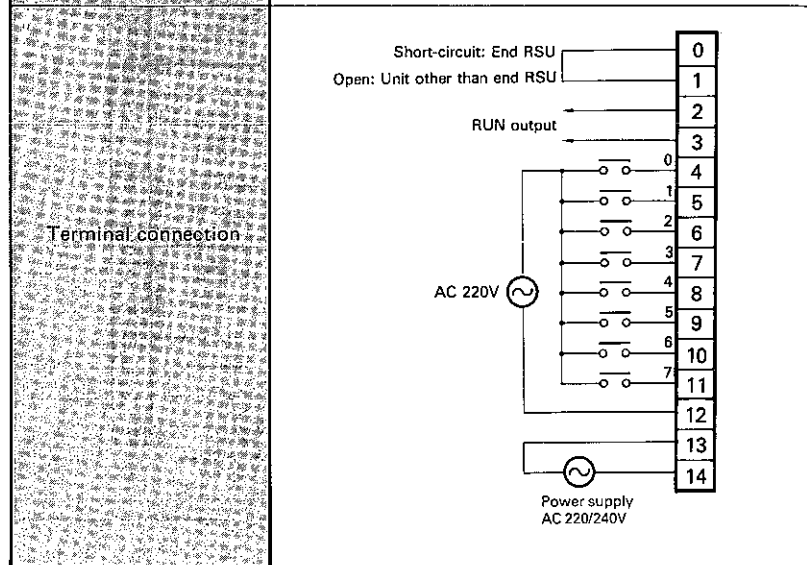 Terminal connection
Short-circuit: End RSU
Open: Unit other than end RSU
RUN output
AC 220V
Power supply
AC 220/240V
0
1
2
3
0 4
1 5
2 6
3 7
4 8
5 9
6 10
7 11
12
13
14